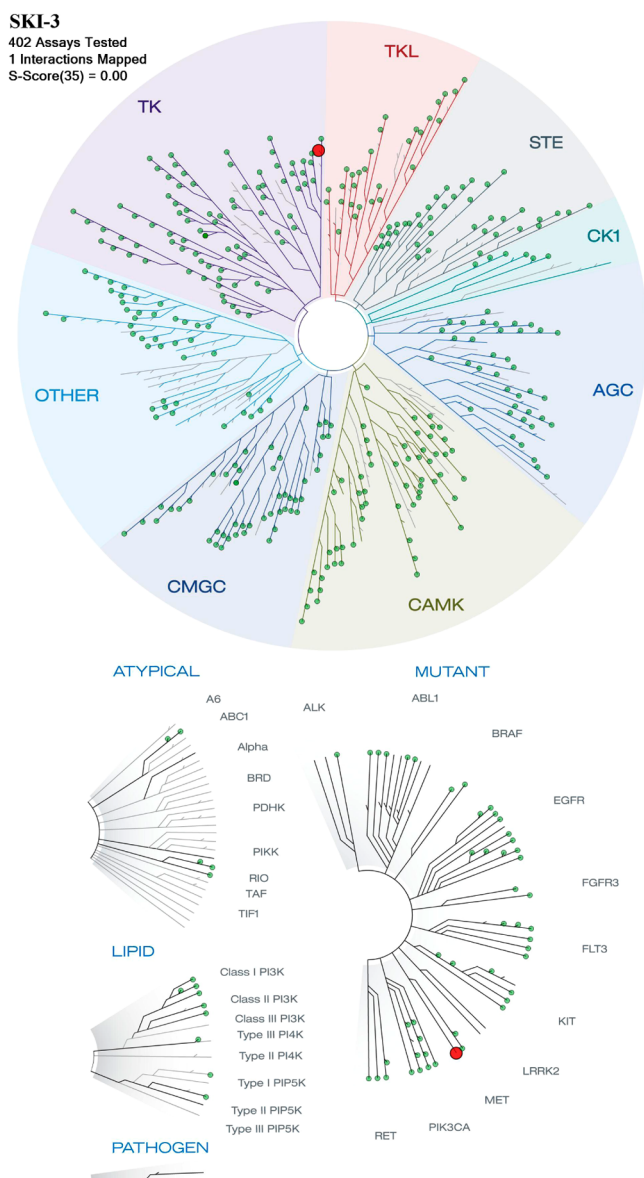 SKI-3
402 Assays Tested
1 Interactions Mapped
S-Score(35) = 0.00
TKL
TK
STE
CK1
OTHER
AGC
CMGC
CAMK
ATYPICAL
A6
ABC1
Alpha
BRD
PDHK
PIKK
RIO
TAF
TIF1
MUTANT
ALK
ABL1
BRAF
EGFR
FGFR3
FLT3
KIT
LRRK2
MET
PIK3CA
RET
LIPID
Class I PI3K
Class II PI3K
Class III PI3K
Type III PI4K
Type II PI4K
Type I PIP5K
Type II PIP5K
Type III PIP5K
PATHOGEN